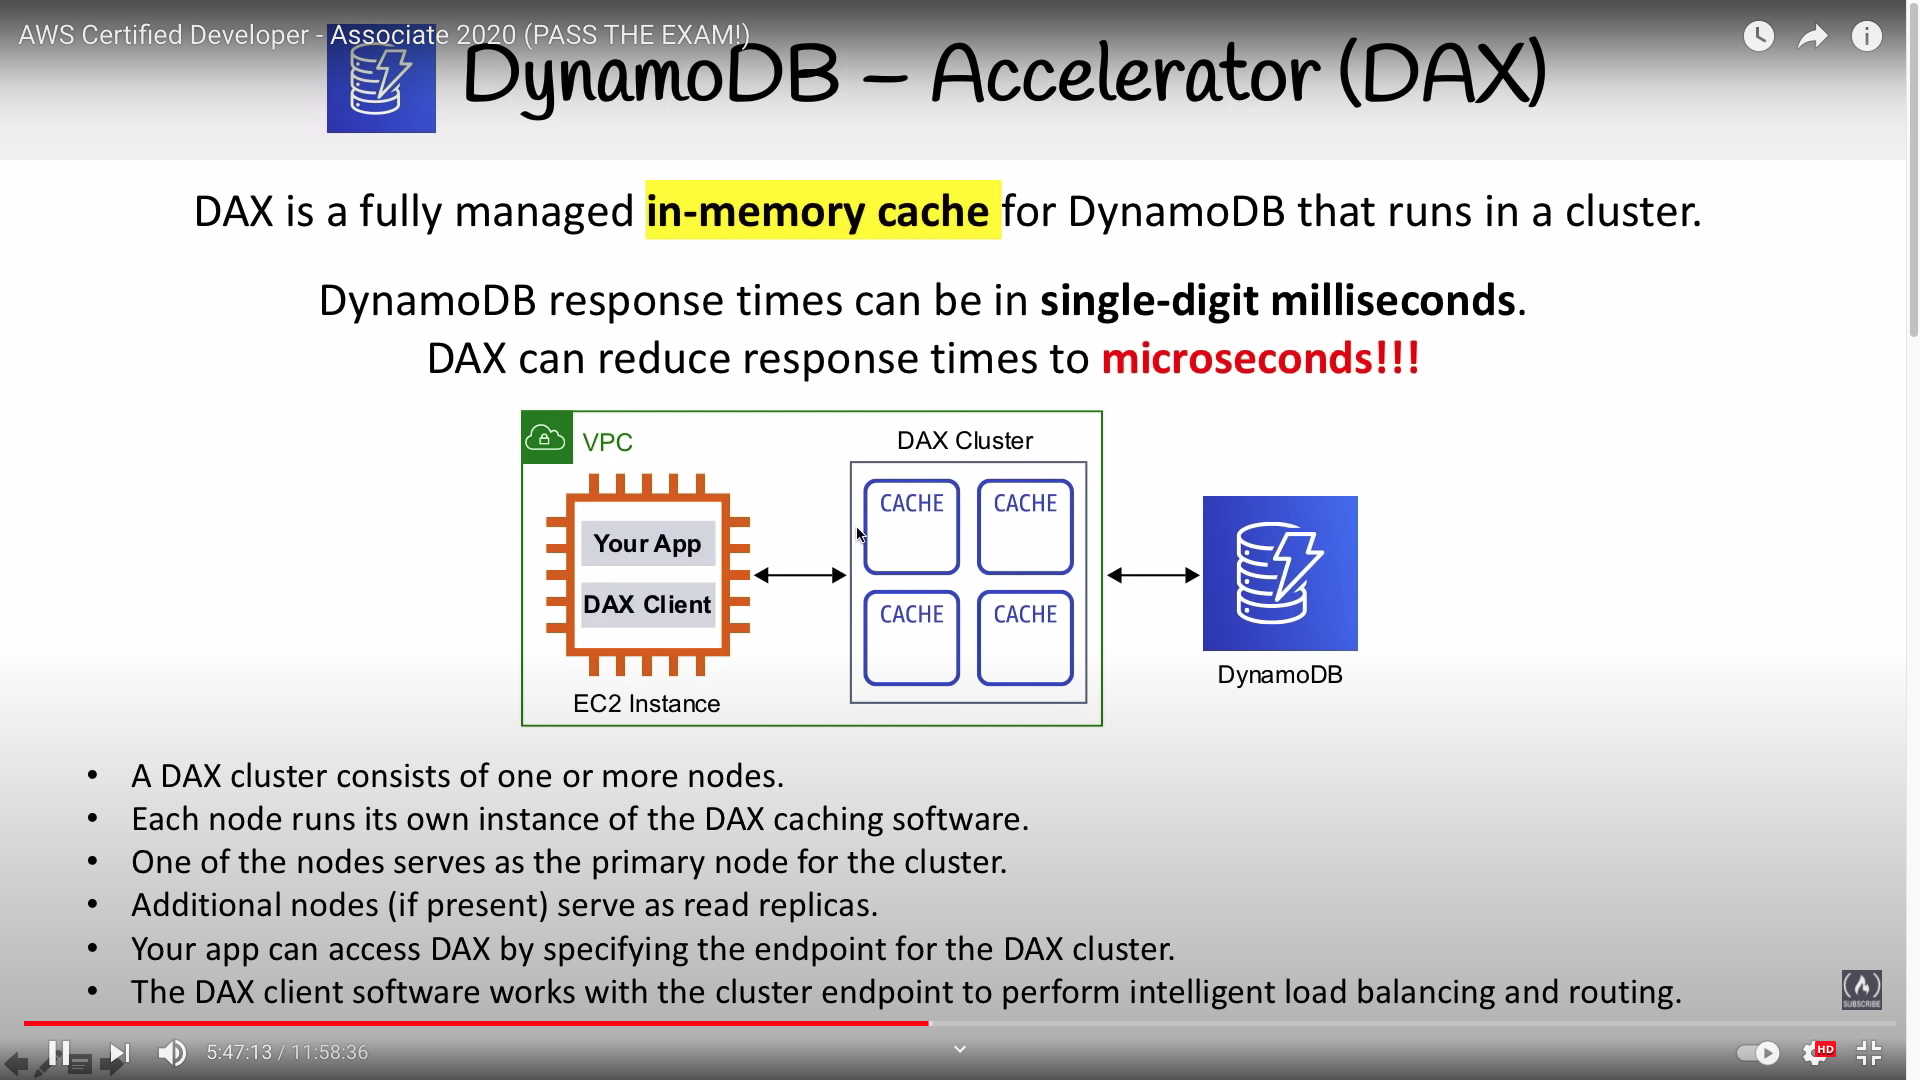 AWS Certified Developer - Associate 2020 (PASS THE EXAM!)
DynamoDB – Accelerator (DAX)
DAX is a fully managed in-memory cache for DynamoDB that runs in a cluster.
DynamoDB response times can be in single-digit milliseconds.
DAX can reduce response times to microseconds!!!
VPC
DAX Cluster
CACHE
CACHE
Your App
DAX Client
CACHE
CACHE
EC2 Instance
DynamoDB
• A DAX cluster consists of one or more nodes.
• Each node runs its own instance of the DAX caching software.
• One of the nodes serves as the primary node for the cluster.
• Additional nodes (if present) serve as read replicas.
• Your app can access DAX by specifying the endpoint for the DAX cluster.
• The DAX client software works with the cluster endpoint to perform intelligent load balancing and routing.
SUBSCRIBE
5:47:13 / 11:58:36
HD